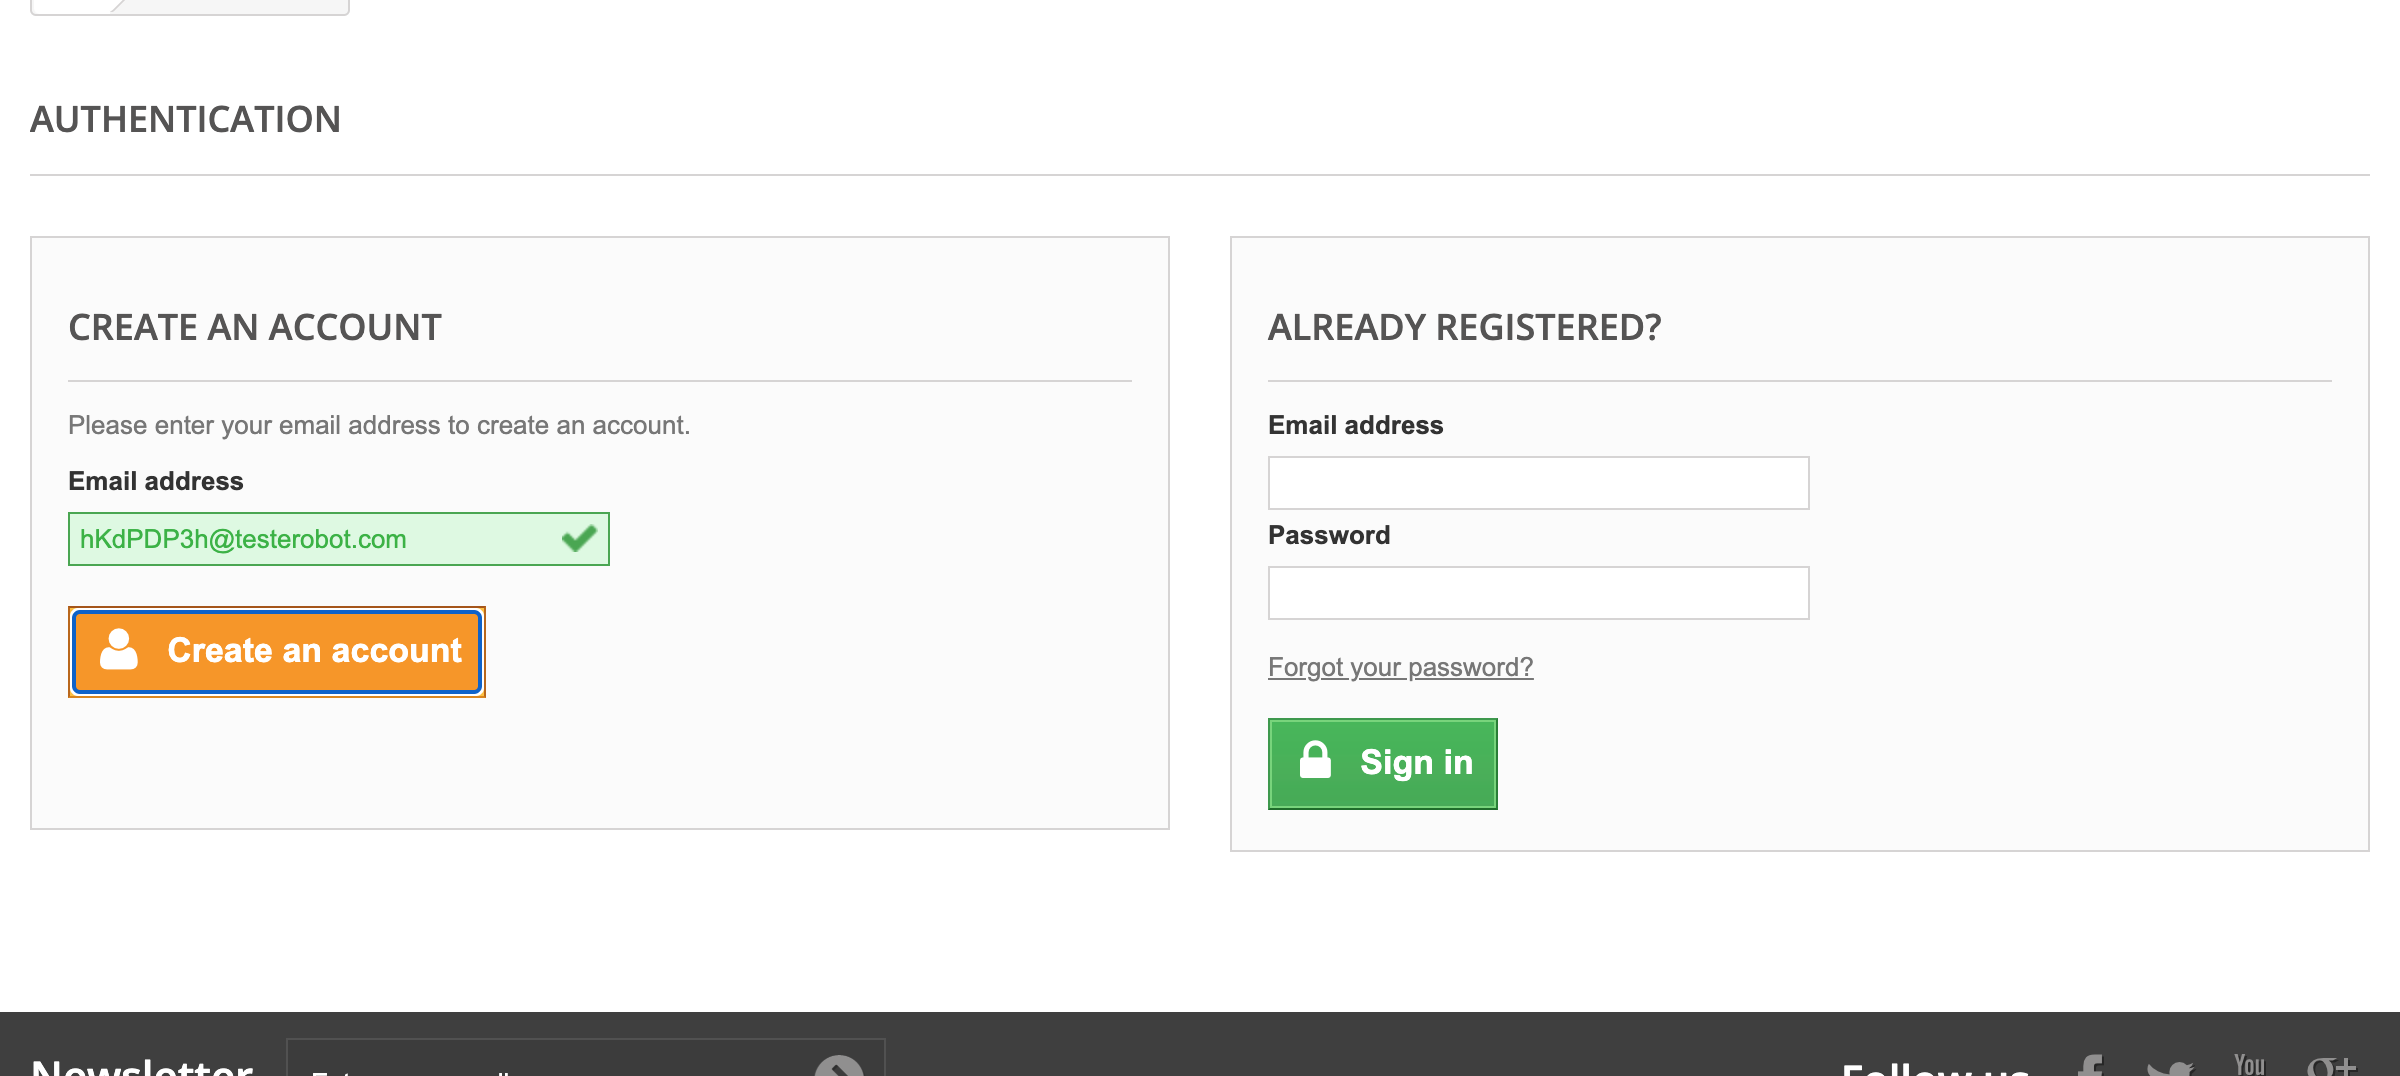 AUTHENTICATION
CREATE AN ACCOUNT
Please enter your email address to create an account.
Email address
hKdPDP3h@testerobot.com
Create an account
ALREADY REGISTERED?
Email address
Password
Forgot your password?
Sign in
Newsletter
Follow us
You
g+